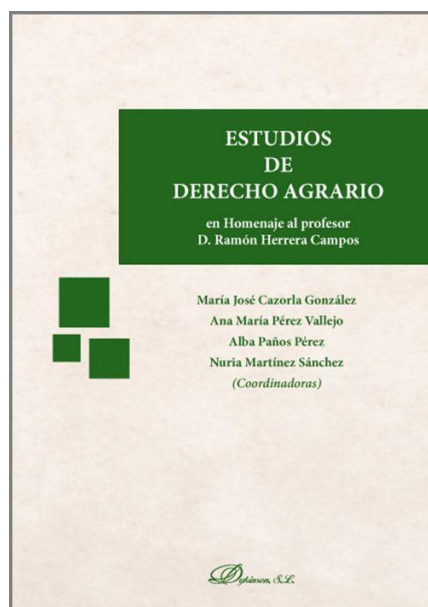 ESTUDIOS
DE
DERECHO AGRARIO
en Homenaje al profesor
D. Ramón Herrera Campos
María José Cazorla González
Ana María Pérez Vallejo
Alba Paños Pérez
Nuria Martínez Sánchez
(Coordinadoras)
Dykinson, S.L.